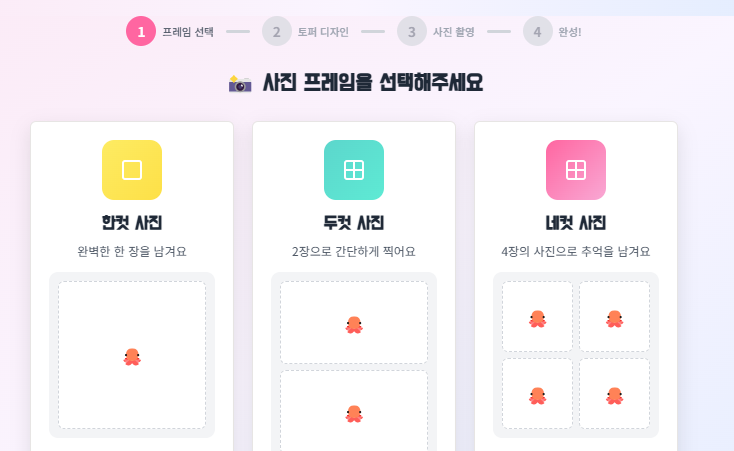 1 프레임 선택 2 토퍼 디자인 3 사진 촬영 4 완성!
사진 프레임을 선택해주세요
한컷 사진
완벽한 한 장을 남겨요
두컷 사진
2장으로 간단하게 찍어요
네컷 사진
4장의 사진으로 추억을 남겨요